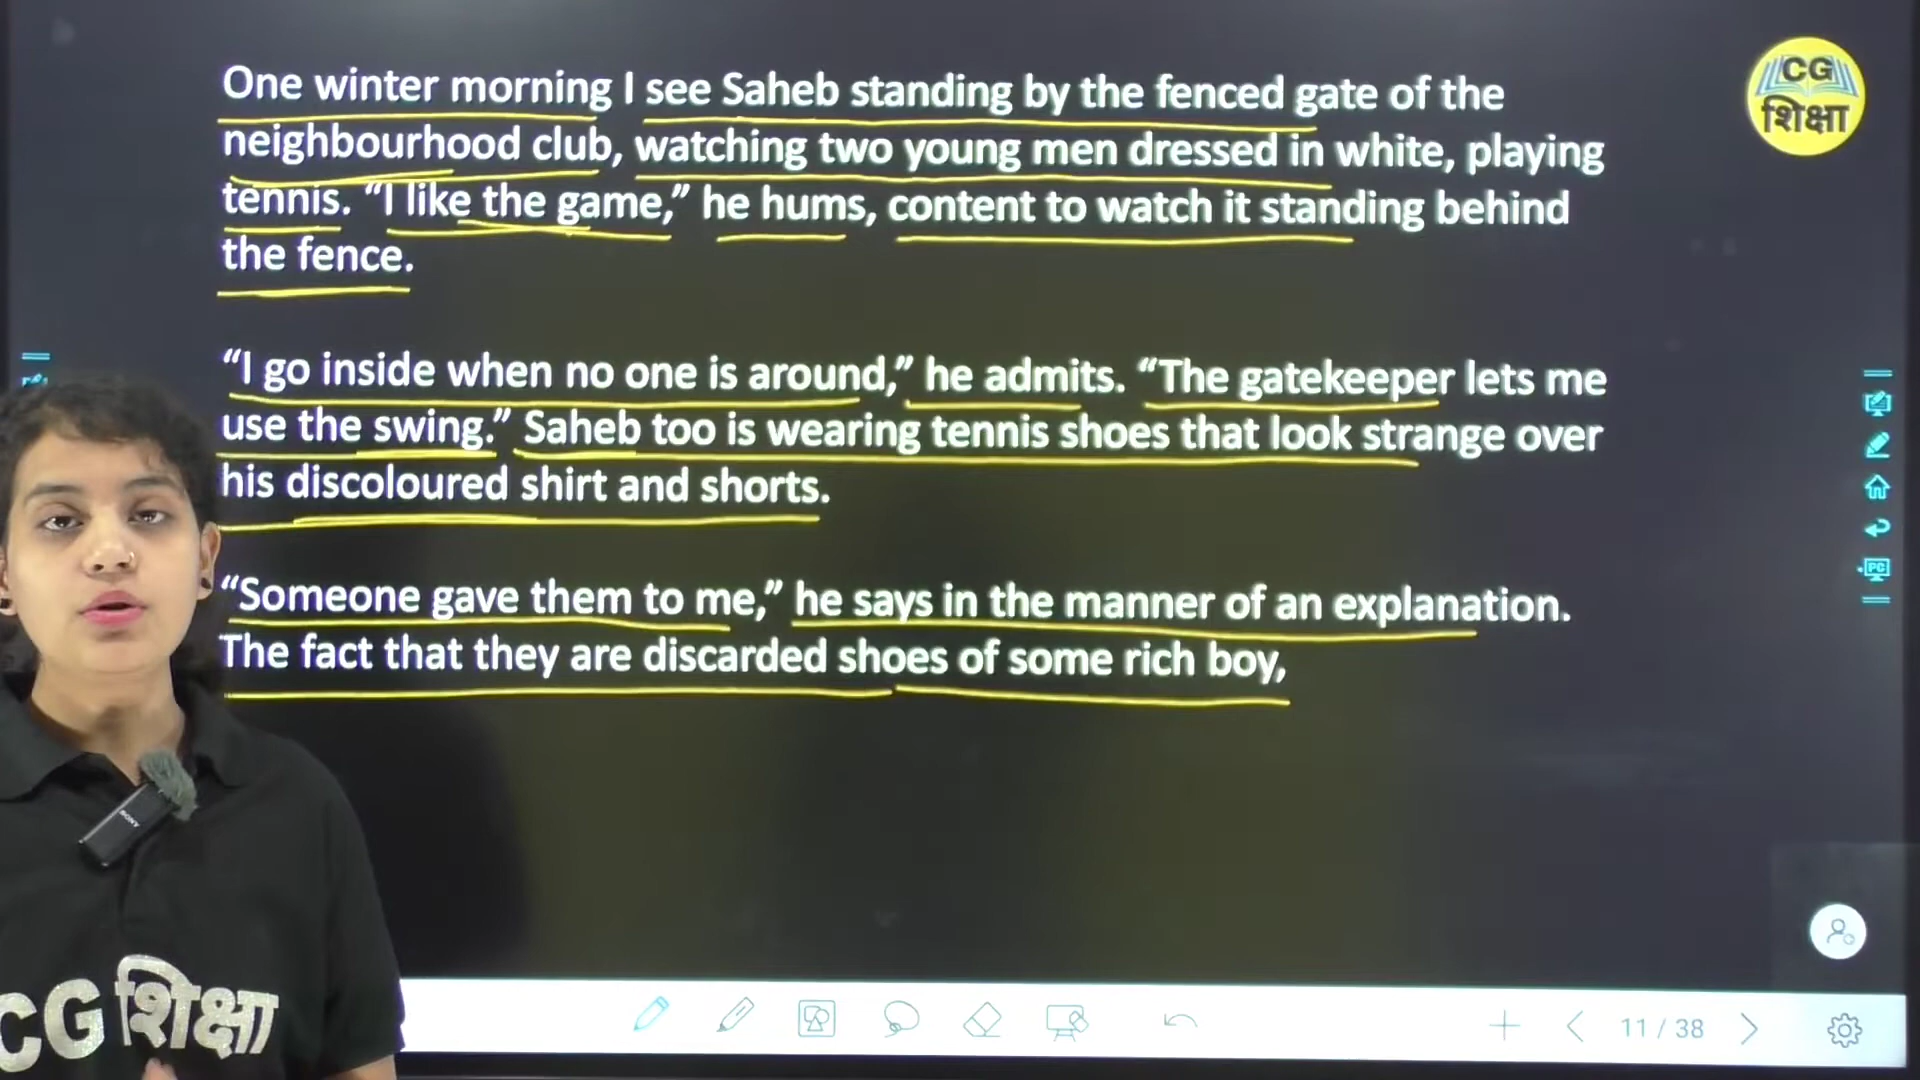 One winter morning I see Saheb standing by the fenced gate of the
neighbourhood club, watching two young men dressed in white, playing
tennis. “I like the game,” he hums, content to watch it standing behind
the fence.
“I go inside when no one is around,” he admits. “The gatekeeper lets me
use the swing.” Saheb too is wearing tennis shoes that look strange over
his discoloured shirt and shorts.
“Someone gave them to me,” he says in the manner of an explanation.
The fact that they are discarded shoes of some rich boy,
CG
शिक्षा
PC
SONY
CG शिक्षा
11 / 38